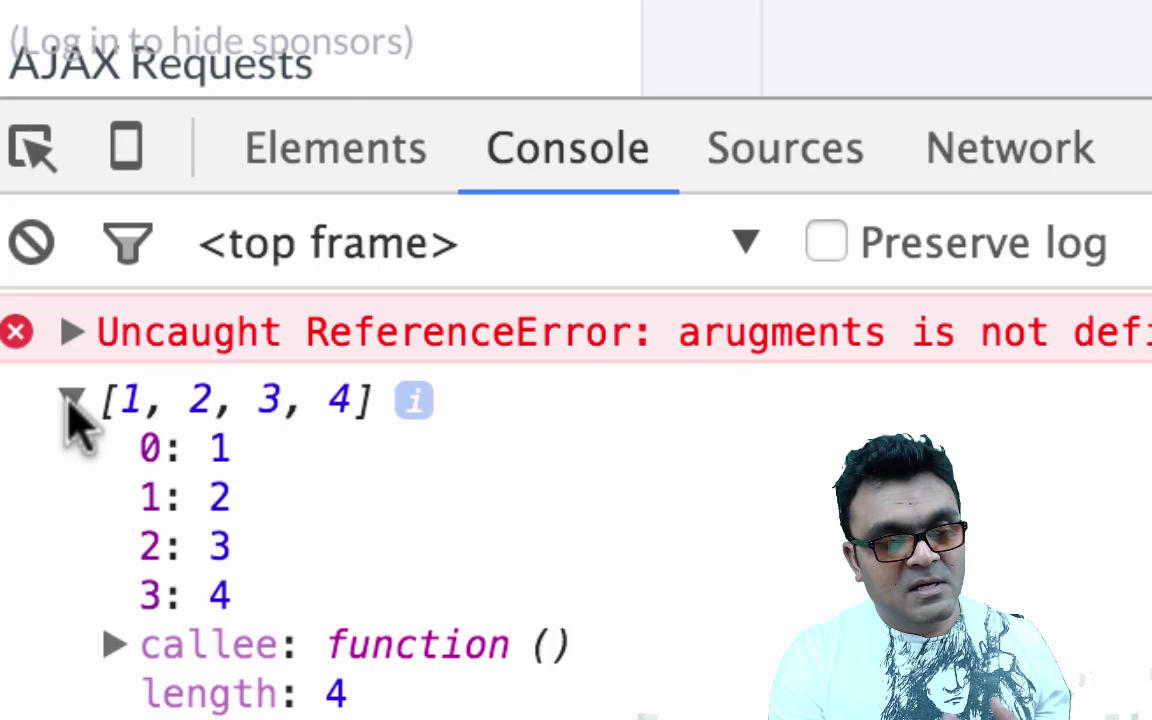 (Log in to hide sponsors)
AJAX Requests
Elements Console Sources Network
<top frame> ▼ Preserve log
Uncaught ReferenceError: arugments is not defi
[1, 2, 3, 4] i
0: 1
1: 2
2: 3
3: 4
callee: function ()
length: 4